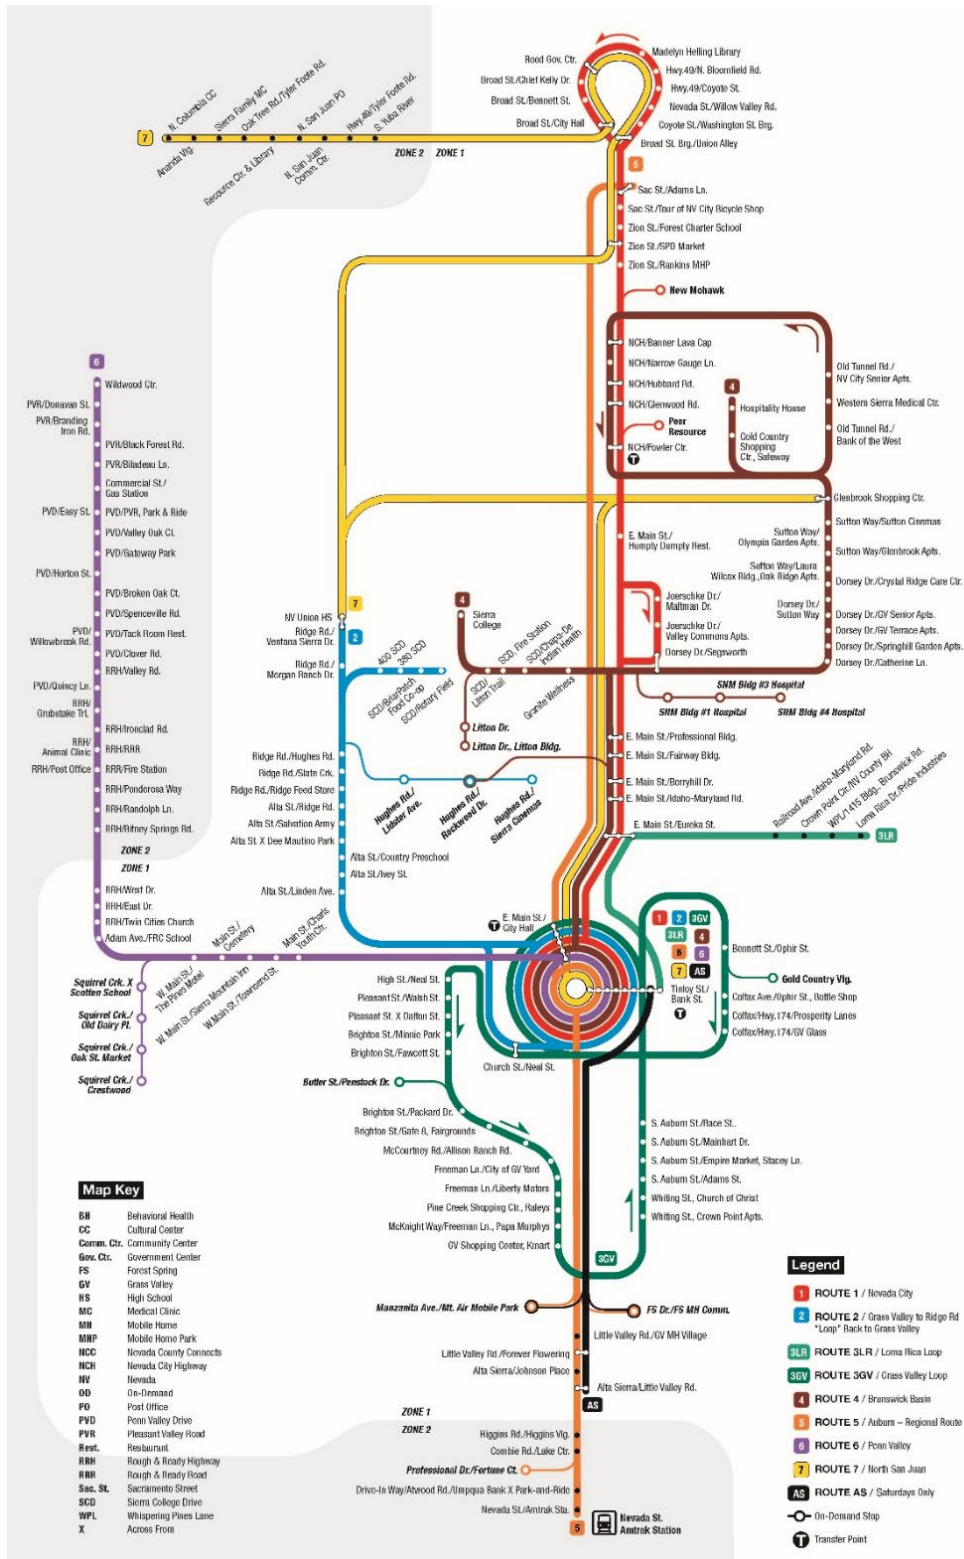 Madelyn Helling Library
Rood Gov. Ctr.
Hwy.49/N. Bloomfield Rd.
Broad St./Chief Kelly Dr.
Hwy.49/Coyote St.
Broad St./Bennett St.
Nevada St./Willow Valley Rd.
Broad St./City Hall
Coyote St./Washington St. Brg.
Broad St. Brg./Union Alley
7
N. Columbia CC
Ananda Vlg.
Sierra Family MC
Oak Tree Rd./Tyler Foote Rd.
Resource Ctr. & Library
N. San Juan PO
N. San Juan
Comm. Ctr.
Hwy.49/Tyler Foote Rd.
S. Yuba River
ZONE 2
ZONE 1
5
Sac St./Adams Ln.
Sac St./Tour of NV City Bicycle Shop
Zion St./Forest Charter School
Zion St./SPD Market
Zion St./Rankins MHP
New Mohawk
NCH/Banner Lava Cap
NCH/Narrow Gauge Ln.
NCH/Hubbard Rd.
NCH/Glenwood Rd.
Peer
Resource
NCH/Fowler Ctr.
T
4
Hospitality House
Gold Country
Shopping
Ctr., Safeway
Old Tunnel Rd./
NV City Senior Apts.
Western Sierra Medical Ctr.
Old Tunnel Rd./
Bank of the West
Glenbrook Shopping Ctr.
Sutton Way/Sutton Cinemas
Sutton Way/
Olympia Garden Apts.
Sutton Way/Glenbrook Apts.
Sutton Way/Laura
Wilcox Bldg.,Oak Ridge Apts.
Dorsey Dr./Crystal Ridge Care Ctr.
Dorsey Dr./
Sutton Way
Dorsey Dr./GV Senior Apts.
Dorsey Dr./GV Terrace Apts.
Dorsey Dr./Springhill Garden Apts.
Dorsey Dr./Catherine Ln.
E. Main St./
Humpty Dumpty Rest.
Joerschke Dr./
Maltman Dr.
Joerschke Dr./
Valley Commons Apts.
Dorsey Dr./Segsworth
SNM Bldg #3 Hospital
SNM Bldg #1 Hospital
SNM Bldg #4 Hospital
6
Wildwood Ctr.
PVR/Donavan St.
PVR/Branding
Iron Rd.
PVR/Black Forest Rd.
PVR/Biladeau Ln.
Commercial St./
Gas Station
PVD/Easy St.
PVD/PVR, Park & Ride
PVD/Valley Oak Ct.
PVD/Gateway Park
PVD/Horton St.
PVD/Broken Oak Ct.
PVD/Spenceville Rd.
PVD/
Willowbrook Rd.
PVD/Tack Room Rest.
PVD/Clover Rd.
RRH/Valley Rd.
PVD/Quincy Ln.
RRH/
Grubstake Trl.
RRH/Ironclad Rd.
RRH/
Animal Clinic
RRH/RRR
RRH/Post Office
RRR/Fire Station
RRH/Ponderosa Way
RRH/Randolph Ln.
RRH/Bitney Springs Rd.
ZONE 2
ZONE 1
RRH/West Dr.
RRH/East Dr.
RRH/Twin Cities Church
Adam Ave./FRC School
7
NV Union HS
2
Ridge Rd./
Ventana Sierra Dr.
Ridge Rd./
Morgan Ranch Dr.
400 SCD
380 SCD
SCD/BriarPatch
Food Co-op
SCD/Rotary Field
4
Sierra
College
SCD/
Litton Trail
SCD, Fire Station
SCD/Chapa-De
Indian Health
Granite Wellness
Litton Dr.
Litton Dr., Litton Bldg.
Ridge Rd./Hughes Rd.
Ridge Rd./Slate Crk.
Ridge Rd./Ridge Feed Store
Alta St./Ridge Rd.
Alta St./Salvation Army
Alta St. X Dee Mautino Park
Alta St./Country Preschool
Alta St./Ivey St.
Alta St./Linden Ave.
Hughes Rd./
Lidster Ave.
Hughes Rd./
Rockwood Dr.
Hughes Rd./
Sierra Cinemas
E. Main St./Professional Bldg.
E. Main St./Fairway Bldg.
E. Main St./Berryhill Dr.
E. Main St./Idaho-Maryland Rd.
E. Main St./Eureka St.
Railroad Ave./Idaho-Maryland Rd.
Crown Point Ctr./NV County BH
WPL/1415 Bldg.- Brunswick Rd.
Loma Rica Dr./Pride Industries
3LR
E. Main St./
City Hall
T
1
2
3GV
3LR
4
5
6
7
AS
Tinloy St./
Bank St.
T
Bennett St./Ophir St.
Gold Country Vlg.
Colfax Ave./Ophir St., Bottle Shop
Colfax/Hwy.174/Prosperity Lanes
Colfax/Hwy.174/GV Glass
Squirrel Crk. X
Scotten School
Squirrel Crk./
Old Dairy Pl.
Squirrel Crk./
Oak St. Market
Squirrel Crk./
Crestwood
W. Main St./
The Pines Motel
Main St./
Cemetery
W. Main St./Sierra Mountain Inn
W. Main St./Townsend St.
Main St./Charis
Youth Ctr.
High St./Neal St.
Pleasant St./Walsh St.
Pleasant St. X Dalton St.
Brighton St./Minnie Park
Brighton St./Fawcett St.
Church St./Neal St.
Butler St./Penstock Dr.
Brighton St./Packard Dr.
Brighton St./Gate 8, Fairgrounds
McCourtney Rd./Allison Ranch Rd.
Freeman Ln./City of GV Yard
Freeman Ln./Liberty Motors
Pine Creek Shopping Ctr., Raleys
McKnight Way/Freeman Ln., Papa Murphys
GV Shopping Center, Kmart
3GV
S. Auburn St./Race St..
S. Auburn St./Mainhart Dr.
S. Auburn St./Empire Market, Stacey Ln.
S. Auburn St./Adams St.
Whiting St., Church of Christ
Whiting St., Crown Point Apts.
Manzanita Ave./Mt. Air Mobile Park
FS Dr./FS MH Comm.
Little Valley Rd./GV MH Village
Little Valley Rd./Forever Flowering
Alta Sierra/Johnson Place
Alta Sierra/Little Valley Rd.
AS
ZONE 1
ZONE 2
Higgins Rd./Higgins Vlg.
Combie Rd./Lake Ctr.
Professional Dr./Fortune Ct.
Drive-In Way/Atwood Rd./Umpqua Bank X Park-and-Ride
Nevada St./Amtrak Sta.
5
Nevada St.
Amtrak Station
Map Key
BH Behavioral Health
CC Cultural Center
Comm. Ctr. Community Center
Gov. Ctr. Government Center
FS Forest Spring
GV Grass Valley
HS High School
MC Medical Clinic
MH Mobile Home
MHP Mobile Home Park
NCC Nevada County Connects
NCH Nevada City Highway
NV Nevada
OD On-Demand
PO Post Office
PVD Penn Valley Drive
PVR Pleasant Valley Road
Rest. Restaurant
RRH Rough & Ready Highway
RRR Rough & Ready Road
Sac. St. Sacramento Street
SCD Sierra College Drive
WPL Whispering Pines Lane
X Across From
Legend
1 ROUTE 1 / Nevada City
2 ROUTE 2 / Grass Valley to Ridge Rd
"Loop" Back to Grass Valley
3LR ROUTE 3LR / Loma Rica Loop
3GV ROUTE 3GV / Grass Valley Loop
4 ROUTE 4 / Brunswick Basin
5 ROUTE 5 / Auburn – Regional Route
6 ROUTE 6 / Penn Valley
7 ROUTE 7 / North San Juan
AS ROUTE AS / Saturdays Only
On-Demand Stop
T Transfer Point